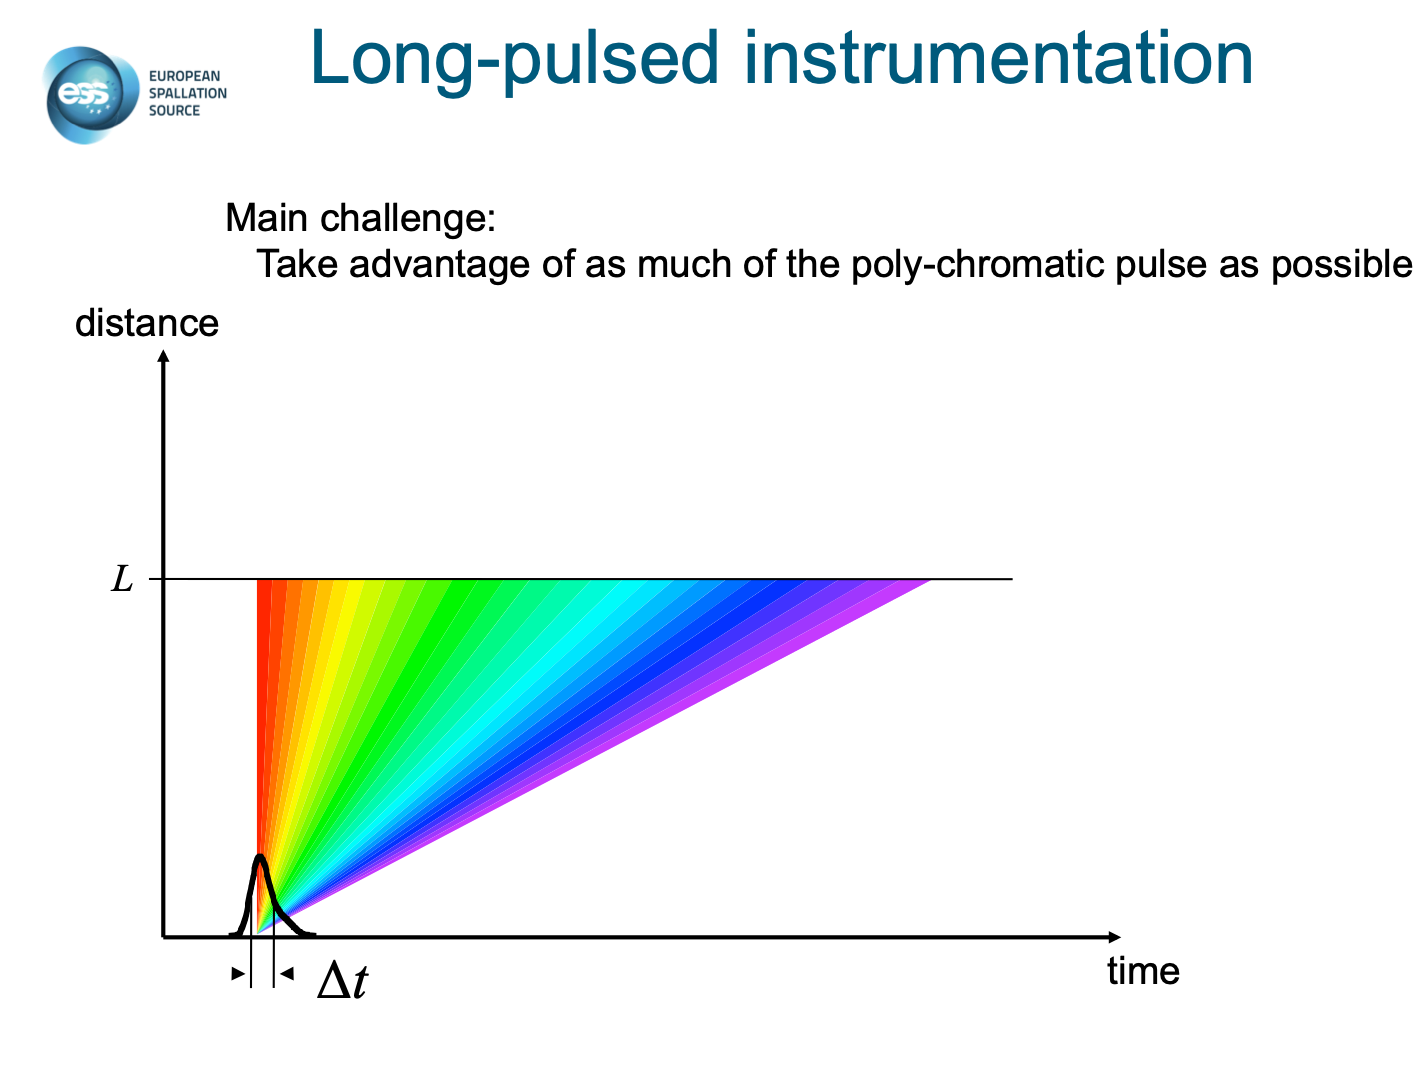 Long-pulsed instrumentation
ess
EUROPEAN
SPALLATION
SOURCE
Main challenge:
Take advantage of as much of the poly-chromatic pulse as possible
distance
L
Δt
time